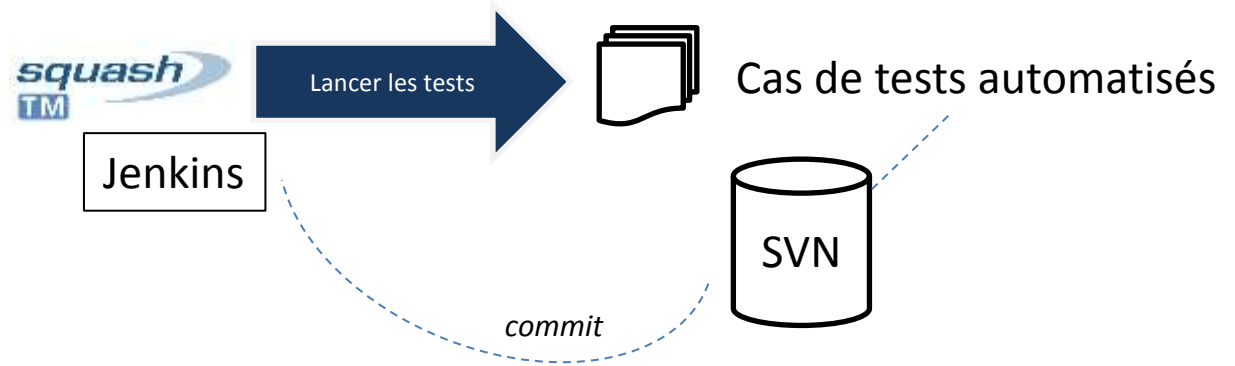 squash
TM
Lancer les tests
Cas de tests automatisés
Jenkins
SVN
commit